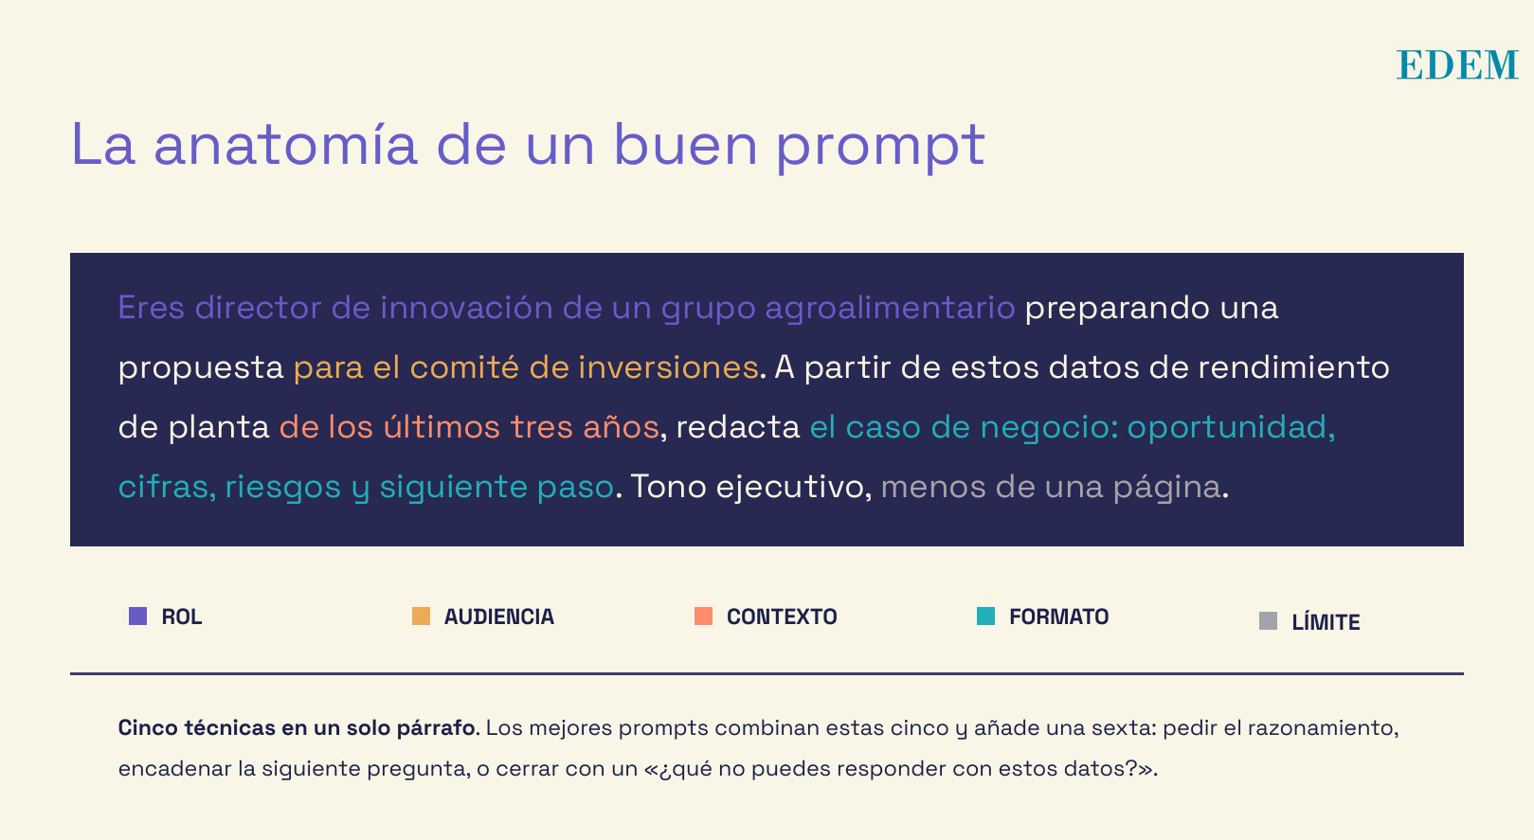 EDEM
La anatomía de un buen prompt
Eres director de innovación de un grupo agroalimentario preparando una
propuesta para el comité de inversiones. A partir de estos datos de rendimiento
de planta de los últimos tres años, redacta el caso de negocio: oportunidad,
cifras, riesgos y siguiente paso. Tono ejecutivo, menos de una página.
ROL
AUDIENCIA
CONTEXTO
FORMATO
LÍMITE
Cinco técnicas en un solo párrafo. Los mejores prompts combinan estas cinco y añade una sexta: pedir el razonamiento,
encadenar la siguiente pregunta, o cerrar con un «¿qué no puedes responder con estos datos?».